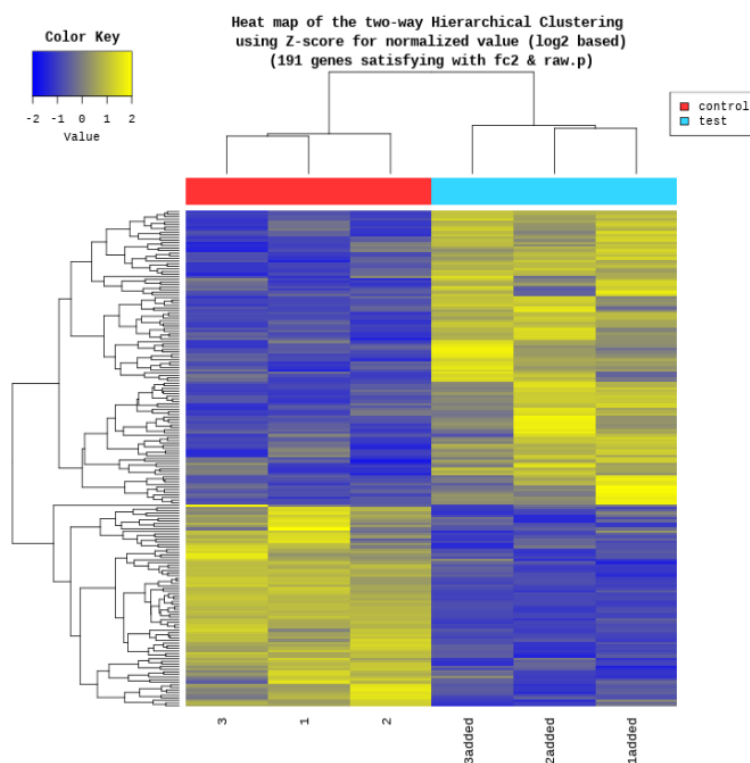 Heat map of the two-way Hierarchical Clustering
using Z-score for normalized value (log2 based)
(191 genes satisfying with fc2 & raw.p)
Color Key
-2 -1 0 1 2
Value
control
test
3 1 2 3added 2added 1added